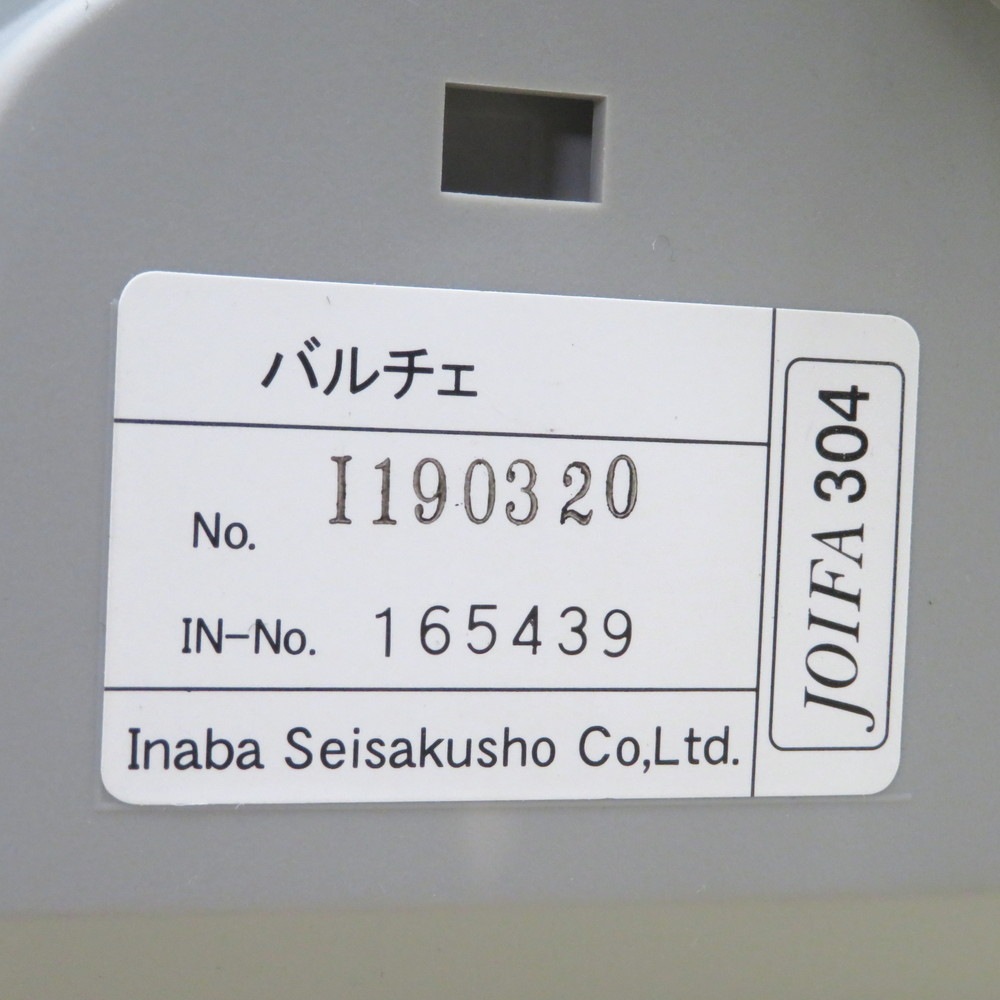 バルチェ
No. I190320
IN-No. 165439
Inaba Seisakusho Co,Ltd.
JOIFA 304